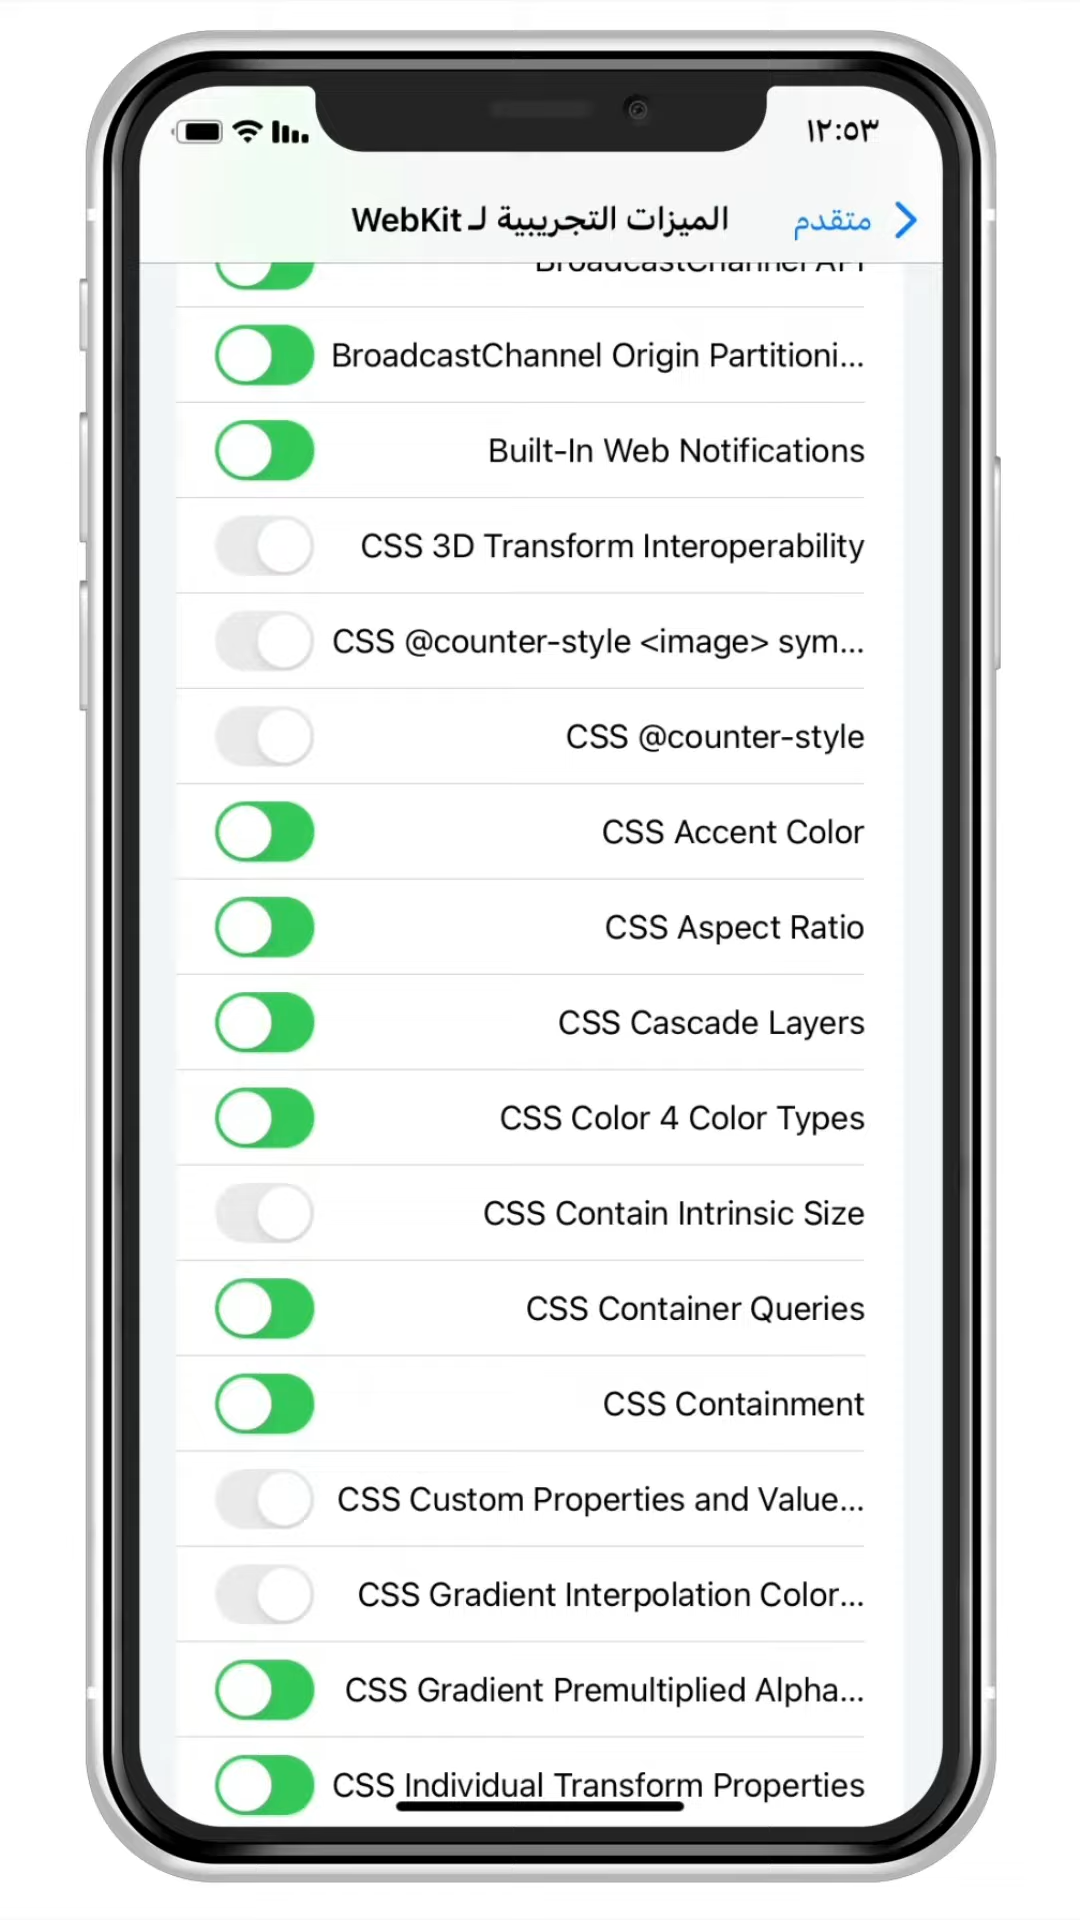 ١٢:٥٣
متقدم
الميزات التجريبية لـ WebKit
BroadcastChannel API
BroadcastChannel Origin Partitioni...
Built-In Web Notifications
CSS 3D Transform Interoperability
CSS @counter-style <image> sym...
CSS @counter-style
CSS Accent Color
CSS Aspect Ratio
CSS Cascade Layers
CSS Color 4 Color Types
CSS Contain Intrinsic Size
CSS Container Queries
CSS Containment
CSS Custom Properties and Value...
CSS Gradient Interpolation Color...
CSS Gradient Premultiplied Alpha...
CSS Individual Transform Properties